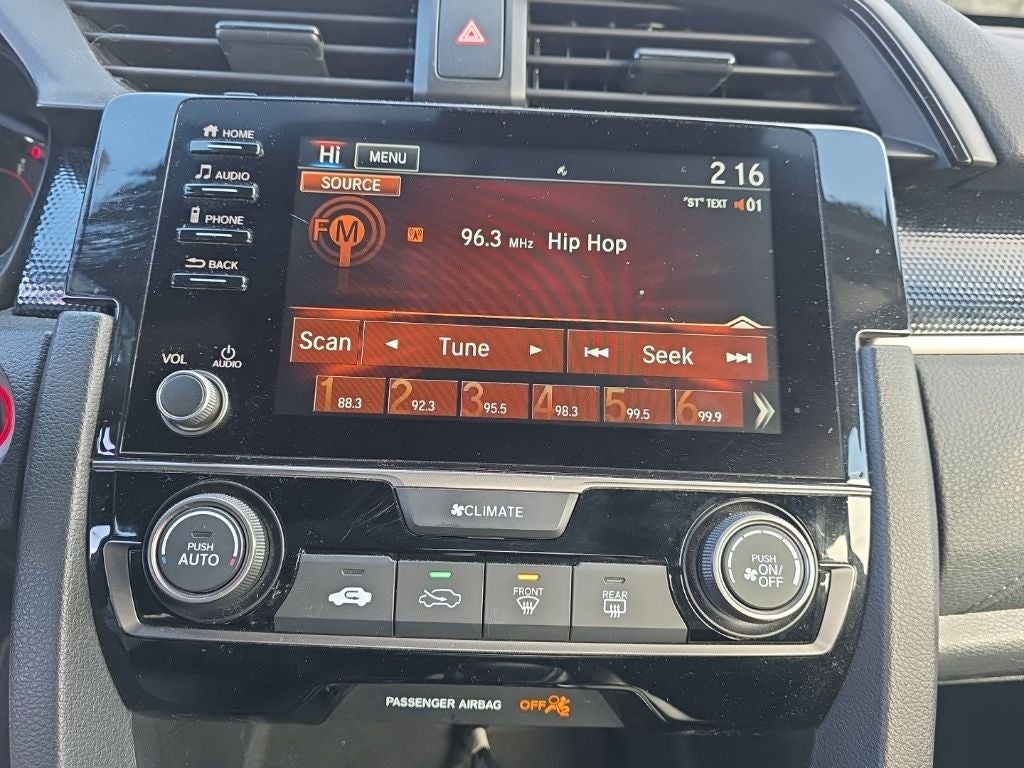 HOME
Hi MENU 2 16
SOURCE
"ST" TEXT 01
AUDIO
FM
96.3 MHz Hip Hop
PHONE
BACK
Scan Tune Seek
VOL AUDIO
1 88.3 2 92.3 3 95.5 4 98.3 5 99.5 6 99.9
CLIMATE
PUSH
AUTO
PUSH
ON/
OFF
FRONT
REAR
PASSENGER AIRBAG OFF